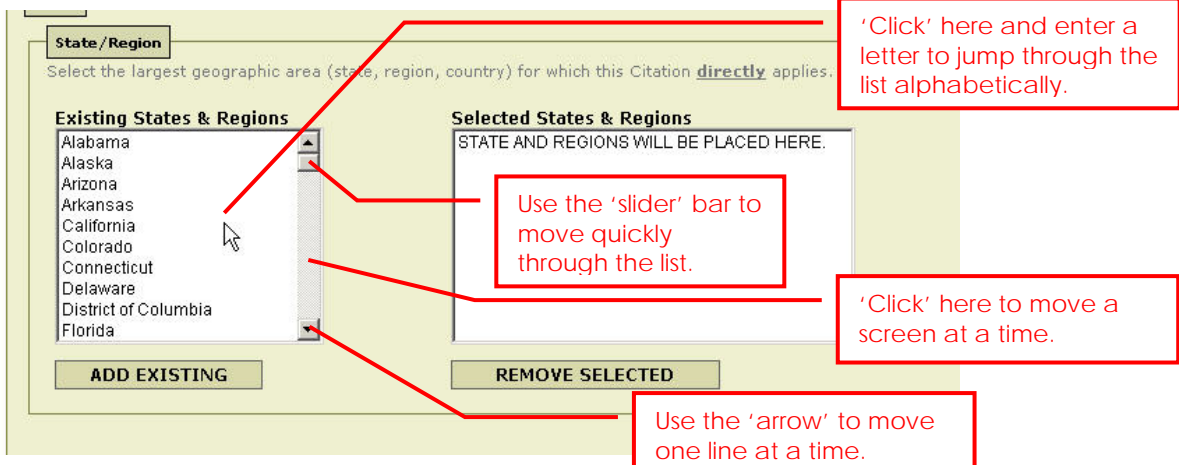 'Click' here and enter a
letter to jump through the
list alphabetically.
State/Region
Select the largest geographic area (state, region, country) for which this Citation directly applies.
Existing States & Regions
Alabama
Alaska
Arizona
Arkansas
California
Colorado
Connecticut
Delaware
District of Columbia
Florida
ADD EXISTING
Selected States & Regions
STATE AND REGIONS WILL BE PLACED HERE.
REMOVE SELECTED
Use the 'slider' bar to
move quickly
through the list.
'Click' here to move a
screen at a time.
Use the 'arrow' to move
one line at a time.